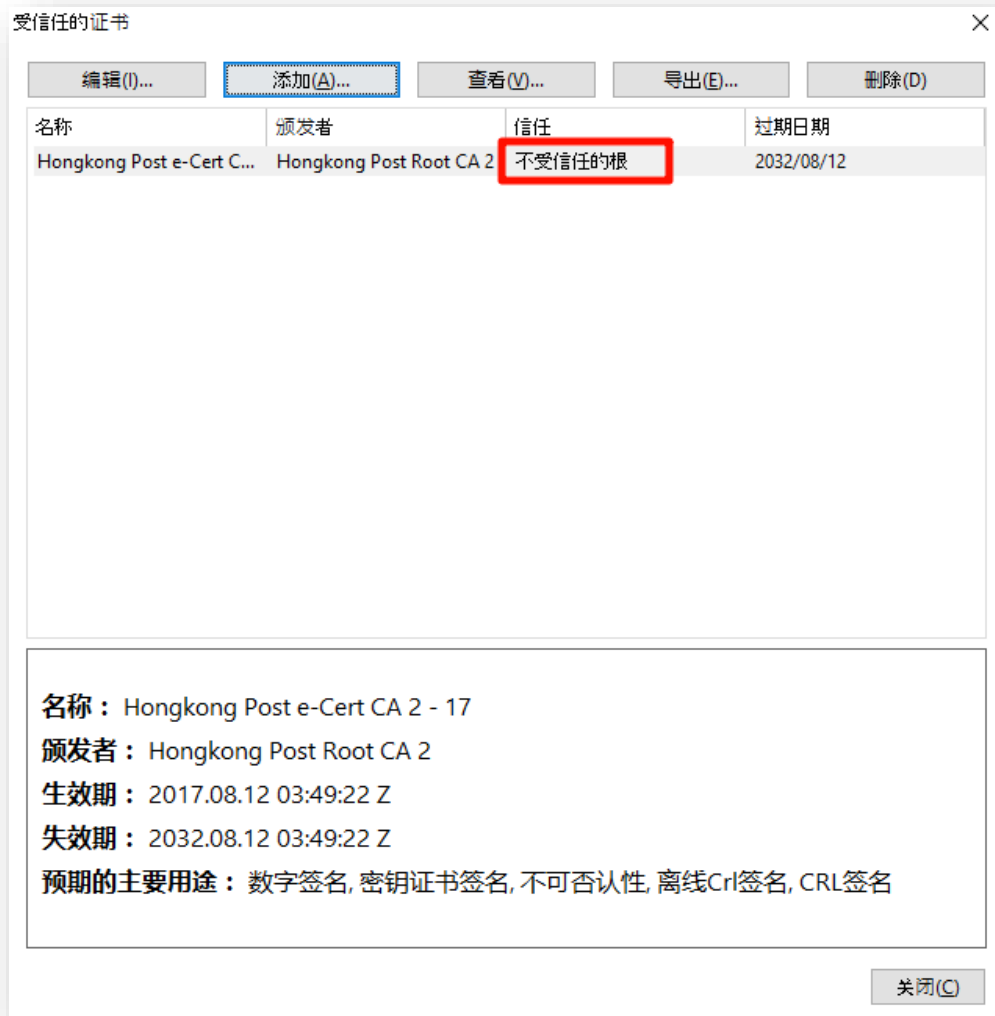 受信任的证书
编辑(I)... 添加(A)... 查看(V)... 导出(E)... 删除(D)
名称 颁发者 信任 过期日期
Hongkong Post e-Cert C... Hongkong Post Root CA 2 不受信任的根 2032/08/12
名称： Hongkong Post e-Cert CA 2 - 17
颁发者： Hongkong Post Root CA 2
生效期： 2017.08.12 03:49:22 Z
失效期： 2032.08.12 03:49:22 Z
预期的主要用途： 数字签名, 密钥证书签名, 不可否认性, 离线Crl签名, CRL签名
关闭(C)